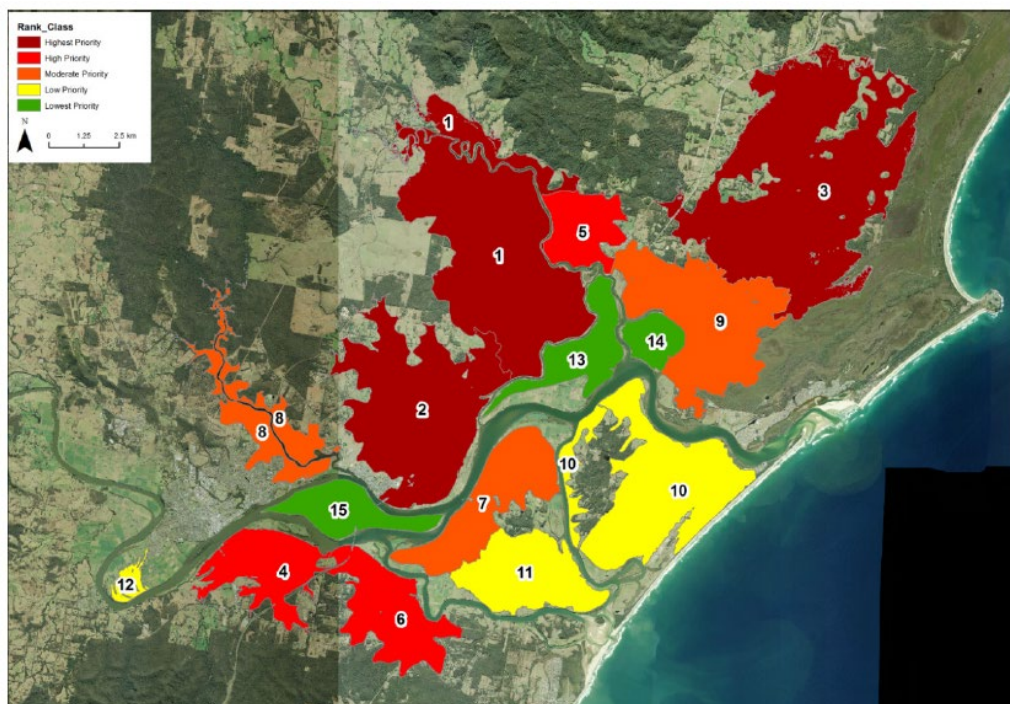 Rank_Class
Highest Priority
High Priority
Moderate Priority
Low Priority
Lowest Priority
N
0 1.25 2.5 km
1
3
5
1
9
14
13
2
8
8
10
10
7
15
11
4
12
6